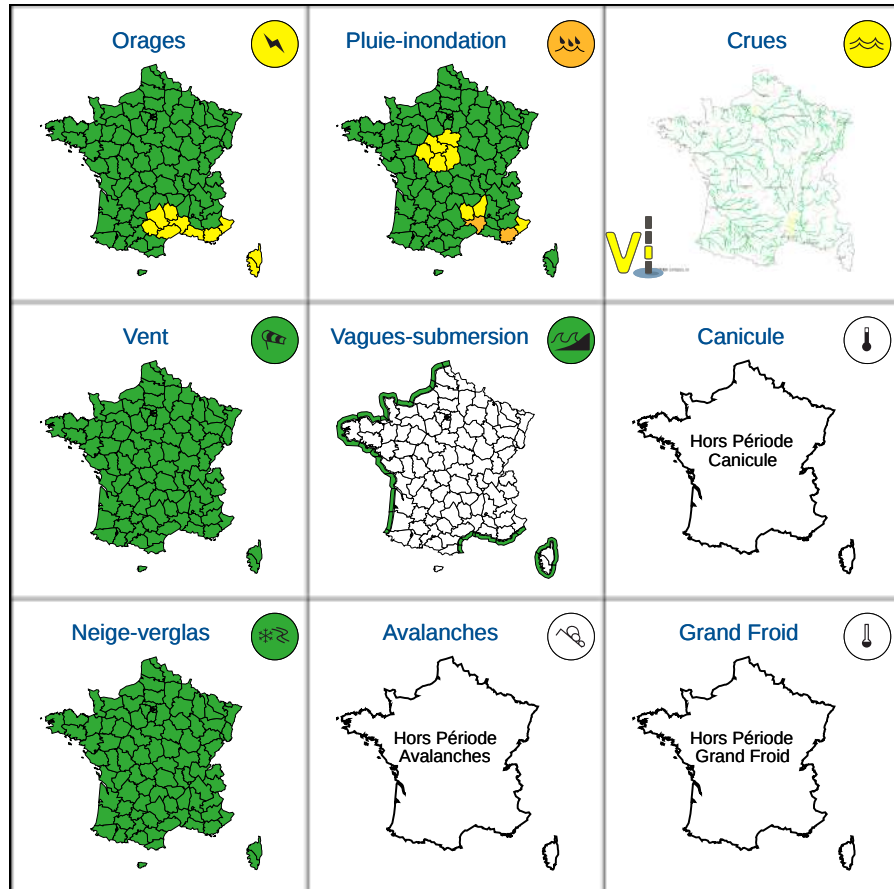 Orages
Pluie-inondation
Crues
Vi
Vent
Vagues-submersion
Canicule
Hors Période
Canicule
Neige-verglas
Avalanches
Grand Froid
Hors Période
Avalanches
Hors Période
Grand Froid